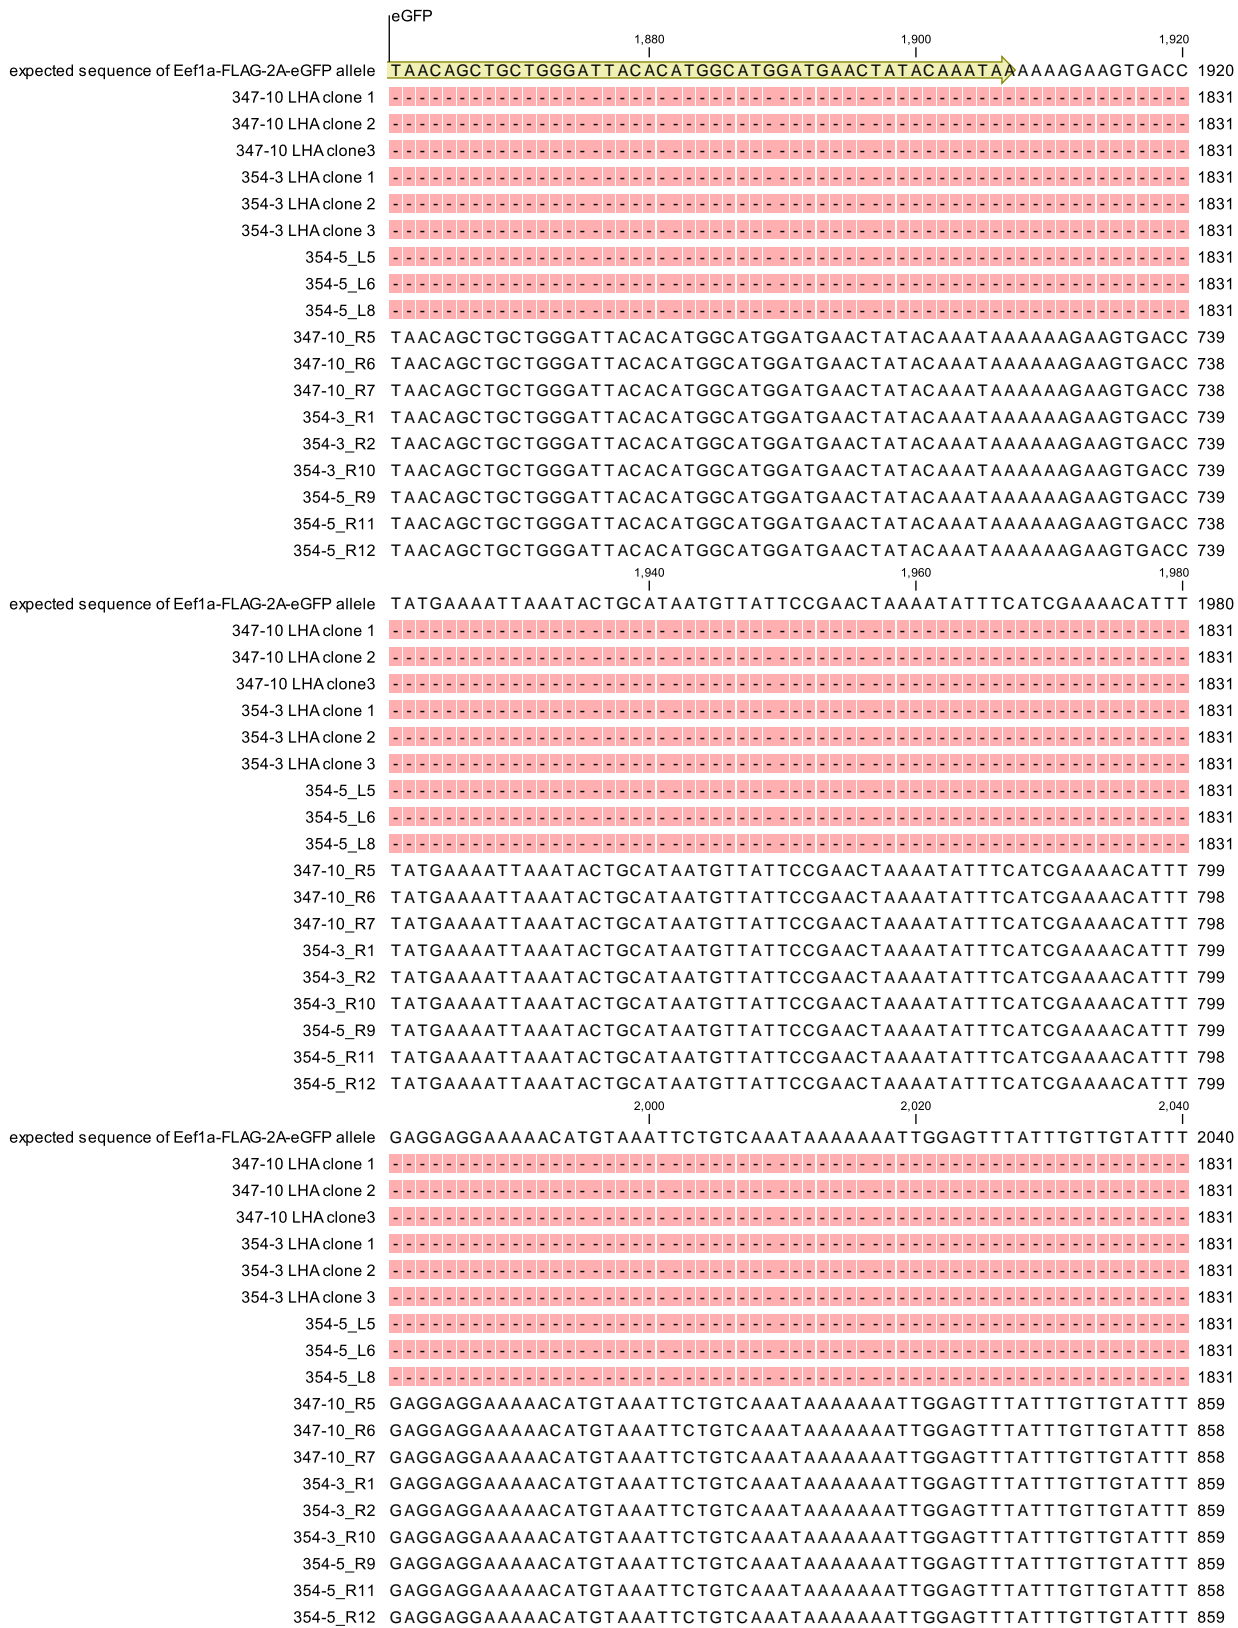 eGFP
1,880 1,900 1,920
expected sequence of Eef1a-FLAG-2A-eGFP allele TAACAGCTGCTGGGATTACACATGGCATGGATGAACTATACAAATAAAAAAGAAGTGACC 1920
347-10 LHA clone 1 ------------------------------------------------------------ 1831
347-10 LHA clone 2 ------------------------------------------------------------ 1831
347-10 LHA clone3 ------------------------------------------------------------ 1831
354-3 LHA clone 1 ------------------------------------------------------------ 1831
354-3 LHA clone 2 ------------------------------------------------------------ 1831
354-3 LHA clone 3 ------------------------------------------------------------ 1831
354-5_L5 ------------------------------------------------------------ 1831
354-5_L6 ------------------------------------------------------------ 1831
354-5_L8 ------------------------------------------------------------ 1831
347-10_R5 TAACAGCTGCTGGGATTACACATGGCATGGATGAACTATACAAATAAAAAAGAAGTGACC 739
347-10_R6 TAACAGCTGCTGGGATTACACATGGCATGGATGAACTATACAAATAAAAAAGAAGTGACC 738
347-10_R7 TAACAGCTGCTGGGATTACACATGGCATGGATGAACTATACAAATAAAAAAGAAGTGACC 738
354-3_R1 TAACAGCTGCTGGGATTACACATGGCATGGATGAACTATACAAATAAAAAAGAAGTGACC 739
354-3_R2 TAACAGCTGCTGGGATTACACATGGCATGGATGAACTATACAAATAAAAAAGAAGTGACC 739
354-3_R10 TAACAGCTGCTGGGATTACACATGGCATGGATGAACTATACAAATAAAAAAGAAGTGACC 739
354-5_R9 TAACAGCTGCTGGGATTACACATGGCATGGATGAACTATACAAATAAAAAAGAAGTGACC 739
354-5_R11 TAACAGCTGCTGGGATTACACATGGCATGGATGAACTATACAAATAAAAAAGAAGTGACC 738
354-5_R12 TAACAGCTGCTGGGATTACACATGGCATGGATGAACTATACAAATAAAAAAGAAGTGACC 739
1,940 1,960 1,980
expected sequence of Eef1a-FLAG-2A-eGFP allele TATGAAAATTAAATACTGCATAATGTTATTCCGAACTAAAATATTTCATCGAAAACATTT 1980
347-10 LHA clone 1 ------------------------------------------------------------ 1831
347-10 LHA clone 2 ------------------------------------------------------------ 1831
347-10 LHA clone3 ------------------------------------------------------------ 1831
354-3 LHA clone 1 ------------------------------------------------------------ 1831
354-3 LHA clone 2 ------------------------------------------------------------ 1831
354-3 LHA clone 3 ------------------------------------------------------------ 1831
354-5_L5 ------------------------------------------------------------ 1831
354-5_L6 ------------------------------------------------------------ 1831
354-5_L8 ------------------------------------------------------------ 1831
347-10_R5 TATGAAAATTAAATACTGCATAATGTTATTCCGAACTAAAATATTTCATCGAAAACATTT 799
347-10_R6 TATGAAAATTAAATACTGCATAATGTTATTCCGAACTAAAATATTTCATCGAAAACATTT 798
347-10_R7 TATGAAAATTAAATACTGCATAATGTTATTCCGAACTAAAATATTTCATCGAAAACATTT 798
354-3_R1 TATGAAAATTAAATACTGCATAATGTTATTCCGAACTAAAATATTTCATCGAAAACATTT 799
354-3_R2 TATGAAAATTAAATACTGCATAATGTTATTCCGAACTAAAATATTTCATCGAAAACATTT 799
354-3_R10 TATGAAAATTAAATACTGCATAATGTTATTCCGAACTAAAATATTTCATCGAAAACATTT 799
354-5_R9 TATGAAAATTAAATACTGCATAATGTTATTCCGAACTAAAATATTTCATCGAAAACATTT 799
354-5_R11 TATGAAAATTAAATACTGCATAATGTTATTCCGAACTAAAATATTTCATCGAAAACATTT 798
354-5_R12 TATGAAAATTAAATACTGCATAATGTTATTCCGAACTAAAATATTTCATCGAAAACATTT 799
2,000 2,020 2,040
expected sequence of Eef1a-FLAG-2A-eGFP allele GAGGAGGAAAAACATGTAAATTCTGTCAAATAAAAAAATTGGAGTTTATTTGTTGTATTT 2040
347-10 LHA clone 1 ------------------------------------------------------------ 1831
347-10 LHA clone 2 ------------------------------------------------------------ 1831
347-10 LHA clone3 ------------------------------------------------------------ 1831
354-3 LHA clone 1 ------------------------------------------------------------ 1831
354-3 LHA clone 2 ------------------------------------------------------------ 1831
354-3 LHA clone 3 ------------------------------------------------------------ 1831
354-5_L5 ------------------------------------------------------------ 1831
354-5_L6 ------------------------------------------------------------ 1831
354-5_L8 ------------------------------------------------------------ 1831
347-10_R5 GAGGAGGAAAAACATGTAAATTCTGTCAAATAAAAAAATTGGAGTTTATTTGTTGTATTT 859
347-10_R6 GAGGAGGAAAAACATGTAAATTCTGTCAAATAAAAAAATTGGAGTTTATTTGTTGTATTT 858
347-10_R7 GAGGAGGAAAAACATGTAAATTCTGTCAAATAAAAAAATTGGAGTTTATTTGTTGTATTT 858
354-3_R1 GAGGAGGAAAAACATGTAAATTCTGTCAAATAAAAAAATTGGAGTTTATTTGTTGTATTT 859
354-3_R2 GAGGAGGAAAAACATGTAAATTCTGTCAAATAAAAAAATTGGAGTTTATTTGTTGTATTT 859
354-3_R10 GAGGAGGAAAAACATGTAAATTCTGTCAAATAAAAAAATTGGAGTTTATTTGTTGTATTT 859
354-5_R9 GAGGAGGAAAAACATGTAAATTCTGTCAAATAAAAAAATTGGAGTTTATTTGTTGTATTT 859
354-5_R11 GAGGAGGAAAAACATGTAAATTCTGTCAAATAAAAAAATTGGAGTTTATTTGTTGTATTT 858
354-5_R12 GAGGAGGAAAAACATGTAAATTCTGTCAAATAAAAAAATTGGAGTTTATTTGTTGTATTT 859